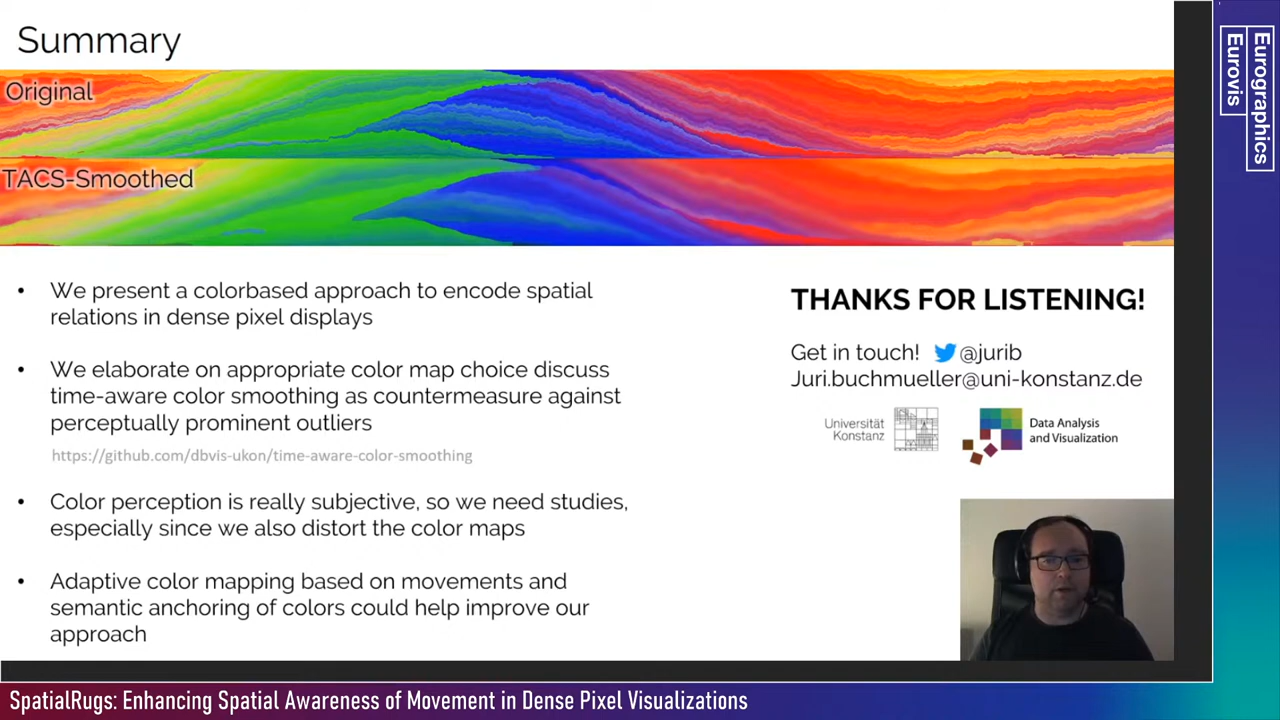 Summary
Original
TACS-Smoothed
• We present a colorbased approach to encode spatial
relations in dense pixel displays
• We elaborate on appropriate color map choice discuss
time-aware color smoothing as countermeasure against
perceptually prominent outliers
https://github.com/dbvis-ukon/time-aware-color-smoothing
• Color perception is really subjective, so we need studies,
especially since we also distort the color maps
• Adaptive color mapping based on movements and
semantic anchoring of colors could help improve our
approach
THANKS FOR LISTENING!
Get in touch! @jurib
Juri.buchmueller@uni-konstanz.de
Universität
Konstanz
Data Analysis
and Visualization
Eurographics
Eurovis
SpatialRugs: Enhancing Spatial Awareness of Movement in Dense Pixel Visualizations